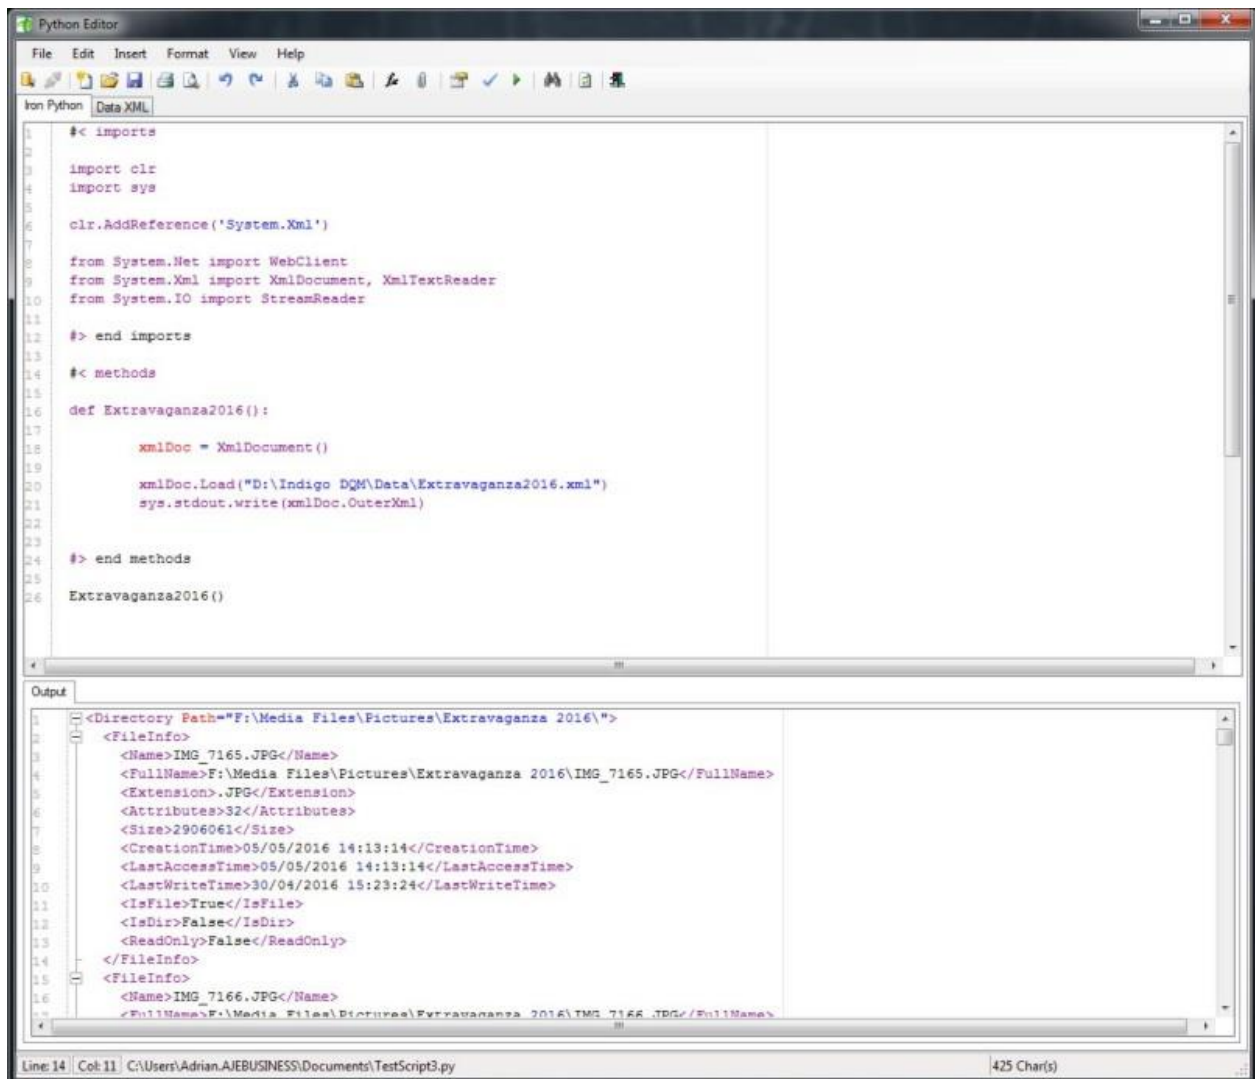 Python Editor
File Edit Insert Format View Help
Iron Python Data XML
1 #< imports
2
3 import clr
4 import sys
5
6 clr.AddReference('System.Xml')
7
8 from System.Net import WebClient
9 from System.Xml import XmlDocument, XmlTextReader
10 from System.IO import StreamReader
11
12 #> end imports
13
14 #< methods
15
16 def Extravaganza2016():
17
18 xmlDoc = XmlDocument()
19
20 xmlDoc.Load("D:\Indigo DQM\Data\Extravaganza2016.xml")
21 sys.stdout.write(xmlDoc.OuterXml)
22
23
24 #> end methods
25
26 Extravaganza2016()
Output
1 <Directory Path="F:\Media Files\Pictures\Extravaganza 2016\">
2 <FileInfo>
3 <Name>IMG_7165.JPG</Name>
4 <FullName>F:\Media Files\Pictures\Extravaganza 2016\IMG_7165.JPG</FullName>
5 <Extension>.JPG</Extension>
6 <Attributes>32</Attributes>
7 <Size>2906061</Size>
8 <CreationTime>05/05/2016 14:13:14</CreationTime>
9 <LastAccessTime>05/05/2016 14:13:14</LastAccessTime>
10 <LastWriteTime>30/04/2016 15:23:24</LastWriteTime>
11 <IsFile>True</IsFile>
12 <IsDir>False</IsDir>
13 <ReadOnly>False</ReadOnly>
14 </FileInfo>
15 <FileInfo>
16 <Name>IMG_7166.JPG</Name>
<FullName>F:\Media Files\Pictures\Extravaganza 2016\IMG_7166.JPG</FullName>
Line: 14 Col: 11 C:\Users\Adrian.AJEBUSINESS\Documents\TestScript3.py 425 Char(s)